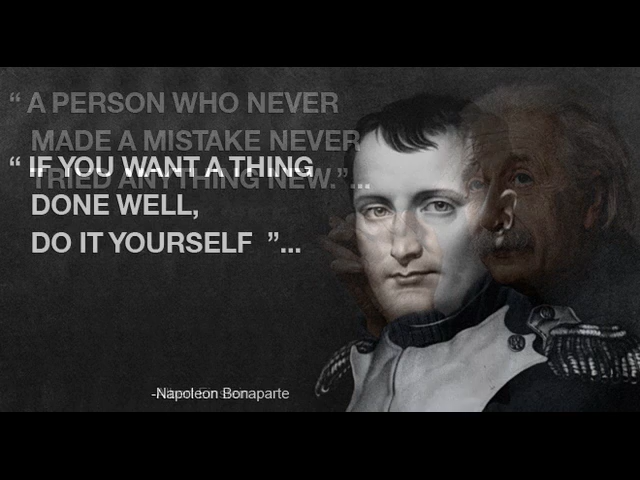 “ A PERSON WHO NEVER
MADE A MISTAKE NEVER
“ IF YOU WANT A THING
TRIED ANYTHING NEW.”...
DONE WELL,
DO IT YOURSELF ”...
-Napoleon Bonaparte